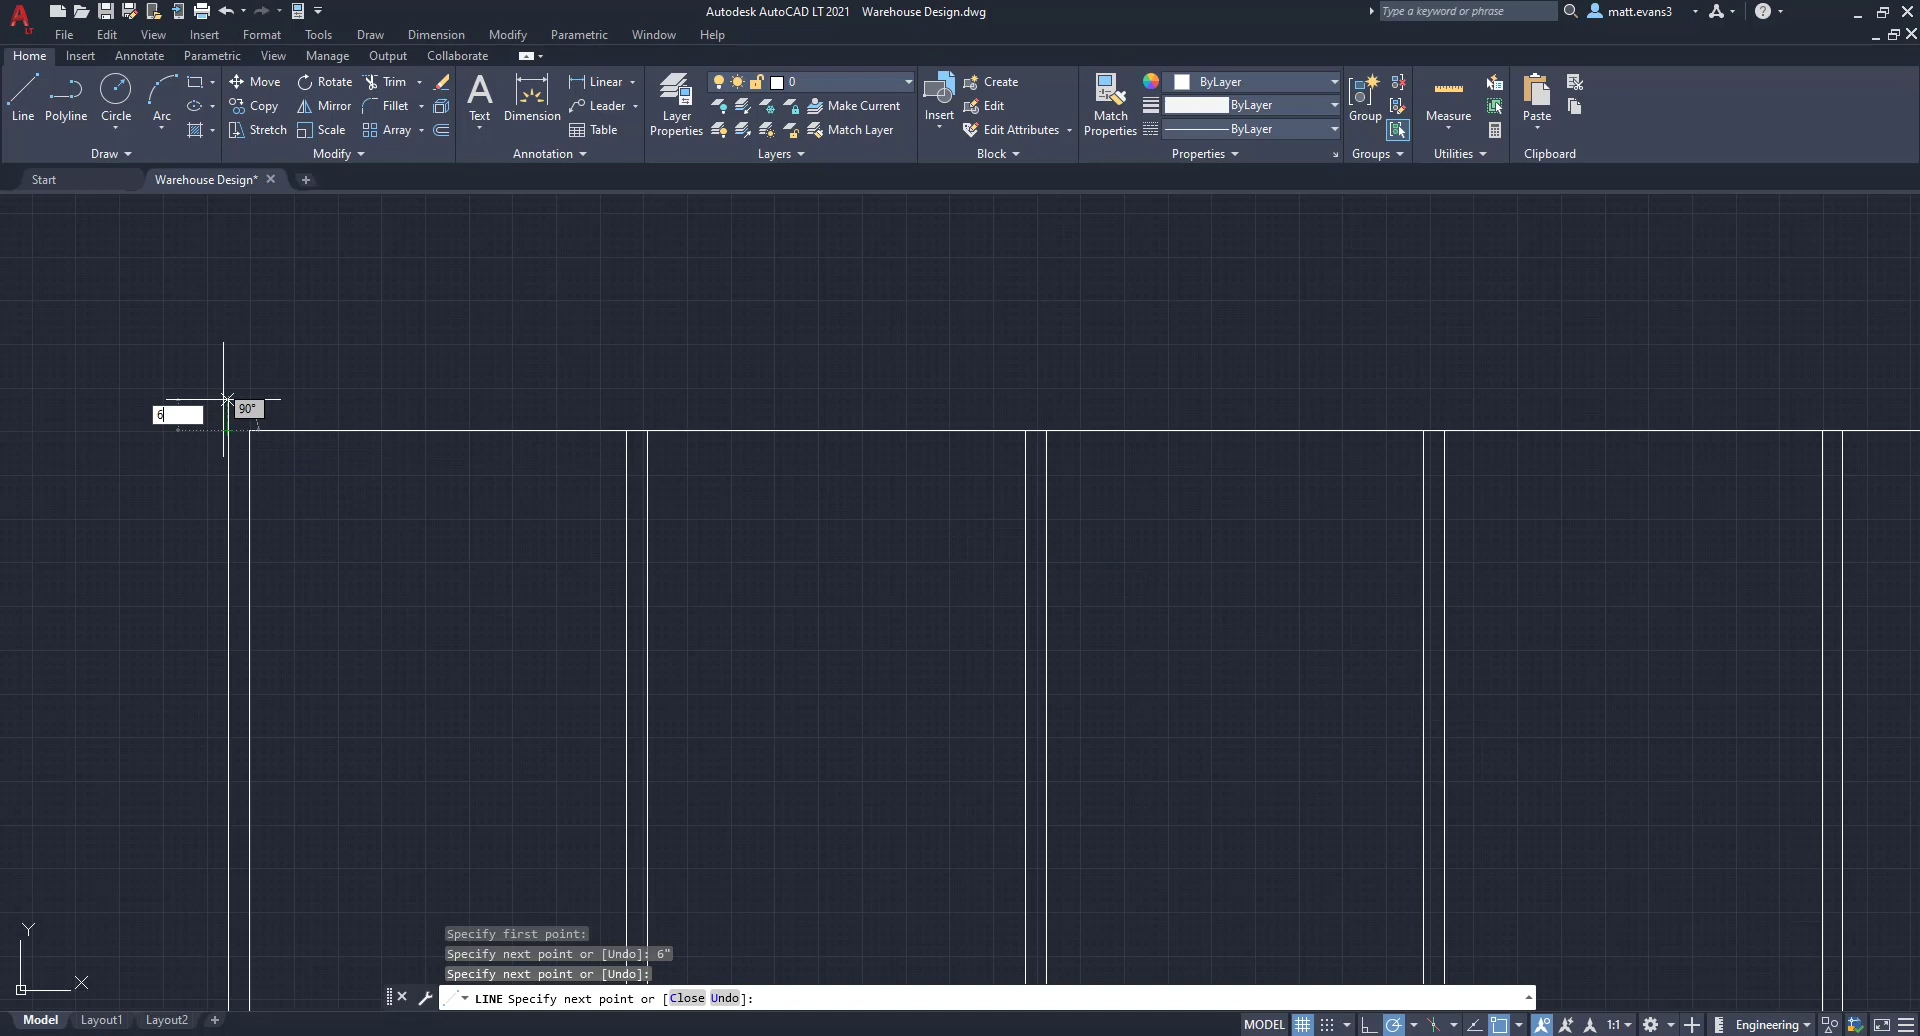 LT
Autodesk AutoCAD LT 2021 Warehouse Design.dwg
Type a keyword or phrase
matt.evans3
File Edit View Insert Format Tools Draw Dimension Modify Parametric Window Help
Home Insert Annotate Parametric View Manage Output Collaborate
Line Polyline Circle Arc
Move Rotate Trim
Copy Mirror Fillet
Stretch Scale Array
Text Dimension
Linear
Leader
Table
Layer Properties
0
Make Current
Match Layer
Insert
Create
Edit
Edit Attributes
Match Properties
ByLayer
ByLayer
ByLayer
Group
Measure
Paste
Draw Modify Annotation Layers Block Properties Groups Utilities Clipboard
Start Warehouse Design*
90°
6
Specify first point:
Specify next point or [Undo]: 6"
Specify next point or [Undo]:
LINE Specify next point or [Close Undo]:
Y
X
Model Layout1 Layout2
MODEL 1:1 Engineering